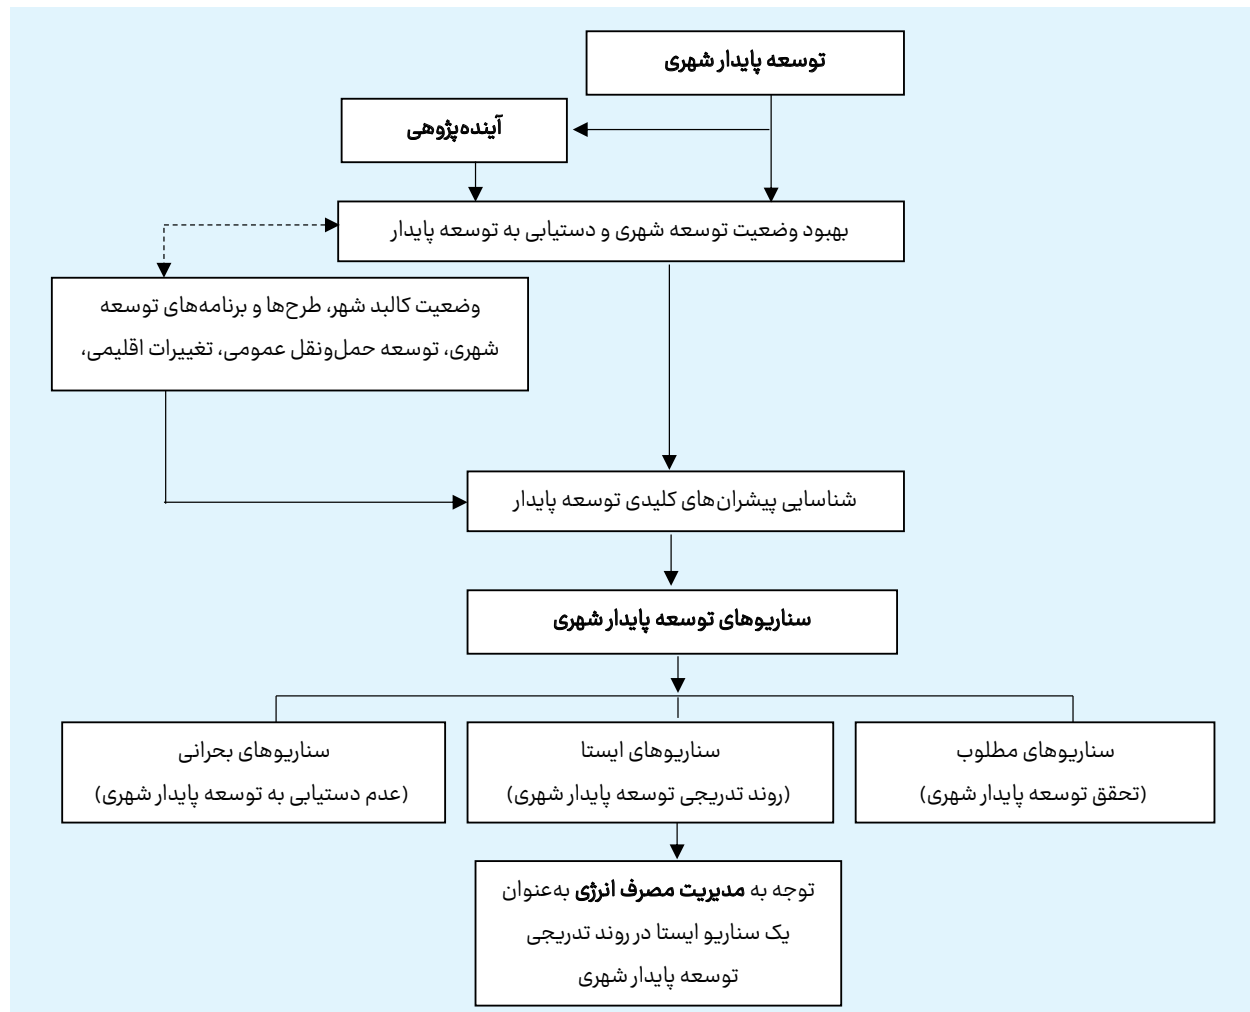 توسعه پایدار شهری
آینده‌پژوهی
بهبود وضعیت توسعه شهری و دستیابی به توسعه پایدار
وضعیت کالبد شهر، طرح‌ها و برنامه‌های توسعه
شهری، توسعه حمل‌ونقل عمومی، تغییرات اقلیمی،
شناسایی پیشران‌های کلیدی توسعه پایدار
سناریوهای توسعه پایدار شهری
سناریوهای مطلوب
(تحقق توسعه پایدار شهری)
سناریوهای ایستا
(روند تدریجی توسعه پایدار شهری)
سناریوهای بحرانی
(عدم دستیابی به توسعه پایدار شهری)
توجه به مدیریت مصرف انرژی به‌عنوان
یک سناریو ایستا در روند تدریجی
توسعه پایدار شهری